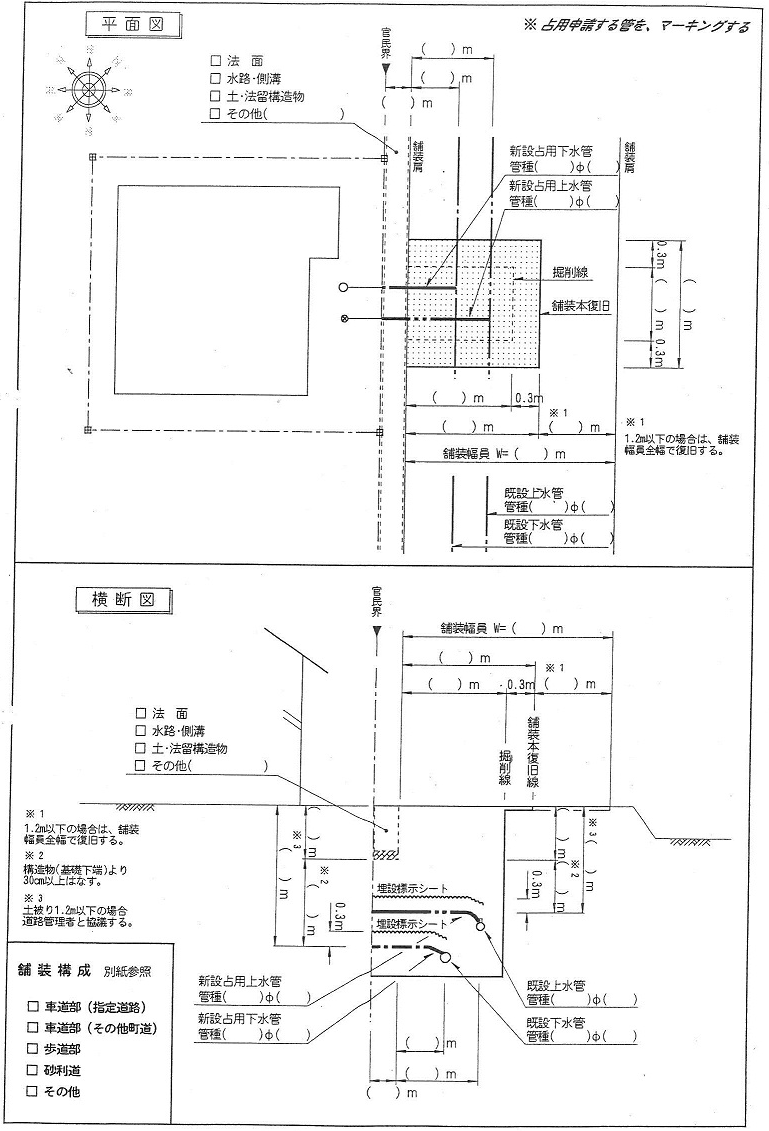 平面図
※ 占用申請する管を、マーキングする
官民界
( ) m
( ) m
( ) m
□ 法 面
□ 水路・側溝
□ 土・法留構造物
□ その他( )
舗装肩
舗装肩
新設占用下水管
管種( )φ( )
新設占用上水管
管種( )φ( )
掘削線
舗装本復旧
0.3m
( ) m
0.3m
( ) m
( ) m
0.3m
※1
( ) m
( ) m
舗装幅員 W= ( ) m
※1
1.2m以下の場合は、舗装
幅員全幅で復旧する。
既設上水管
管種( )φ( )
既設下水管
管種( )φ( )
横断図
官民界
舗装幅員 W= ( ) m
( ) m
※1
( ) m
0.3m
( ) m
□ 法 面
□ 水路・側溝
□ 土・法留構造物
□ その他( )
掘削線
舗装本復旧線
※1
1.2m以下の場合は、舗装
幅員全幅で復旧する。
※2
構造物(基礎下端)より
30cm以上はなす。
※3
土被り1.2m以下の場合
道路管理者と協議する。
( ) m
※3
( ) m
※2
( ) m
0.3m
埋設標示シート
埋設標示シート
( ) m
※3
( ) m
※2
( ) m
0.3m
新設占用上水管
管種( )φ( )
新設占用下水管
管種( )φ( )
既設上水管
管種( )φ( )
既設下水管
管種( )φ( )
( ) m
( ) m
( ) m
舗装構成 別紙参照
□ 車道部(指定道路)
□ 車道部(その他町道)
□ 歩道部
□ 砂利道
□ その他